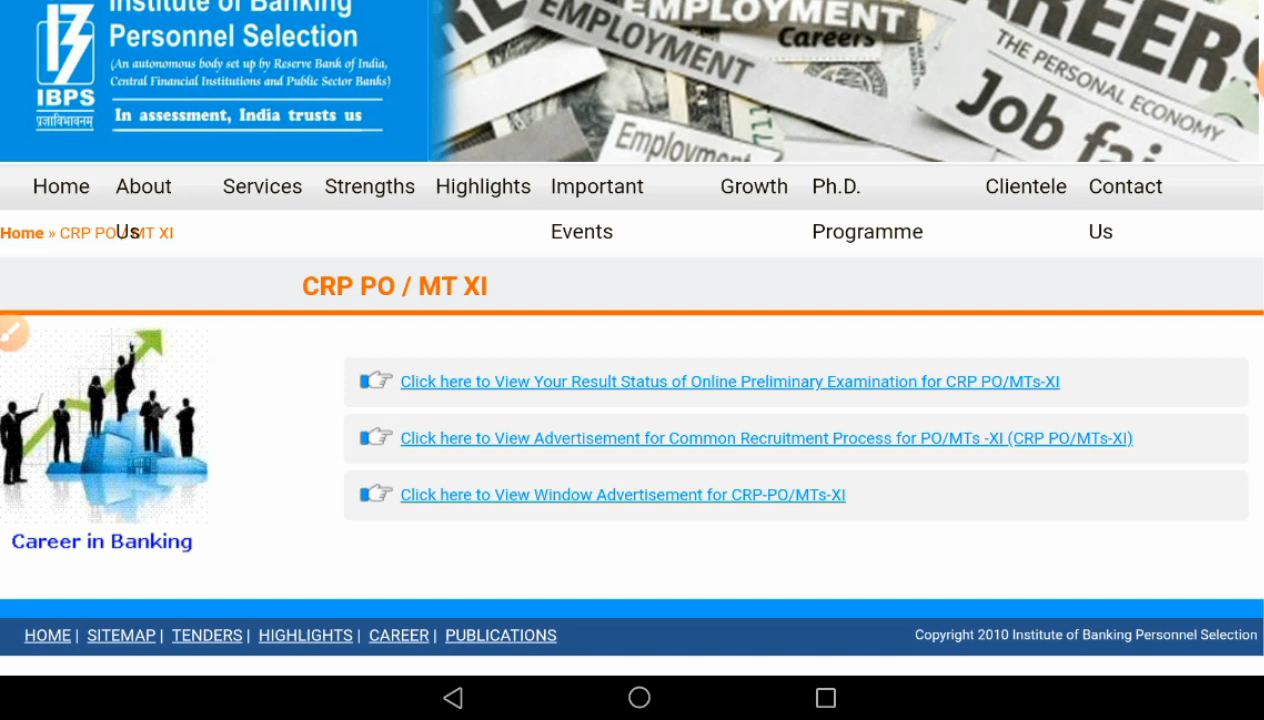 Institute of Banking
Personnel Selection
(An autonomous body set up by Reserve Bank of India,
Central Financial Institutions and Public Sector Banks)
IBPS
प्रज्ञाविभावनम्
In assessment, India trusts us
EMPLOYMENT
EMPLOYMENT
Careers
CAREERS
THE PERSONAL ECONOMY
Job fai
Employment
Home About Us Services Strengths Highlights Important Events Growth Ph.D. Programme Clientele Contact Us
Home » CRP PO / MT XI
CRP PO / MT XI
Click here to View Your Result Status of Online Preliminary Examination for CRP PO/MTs-XI
Click here to View Advertisement for Common Recruitment Process for PO/MTs -XI (CRP PO/MTs-XI)
Click here to View Window Advertisement for CRP-PO/MTs-XI
Career in Banking
HOME | SITEMAP | TENDERS | HIGHLIGHTS | CAREER | PUBLICATIONS
Copyright 2010 Institute of Banking Personnel Selection